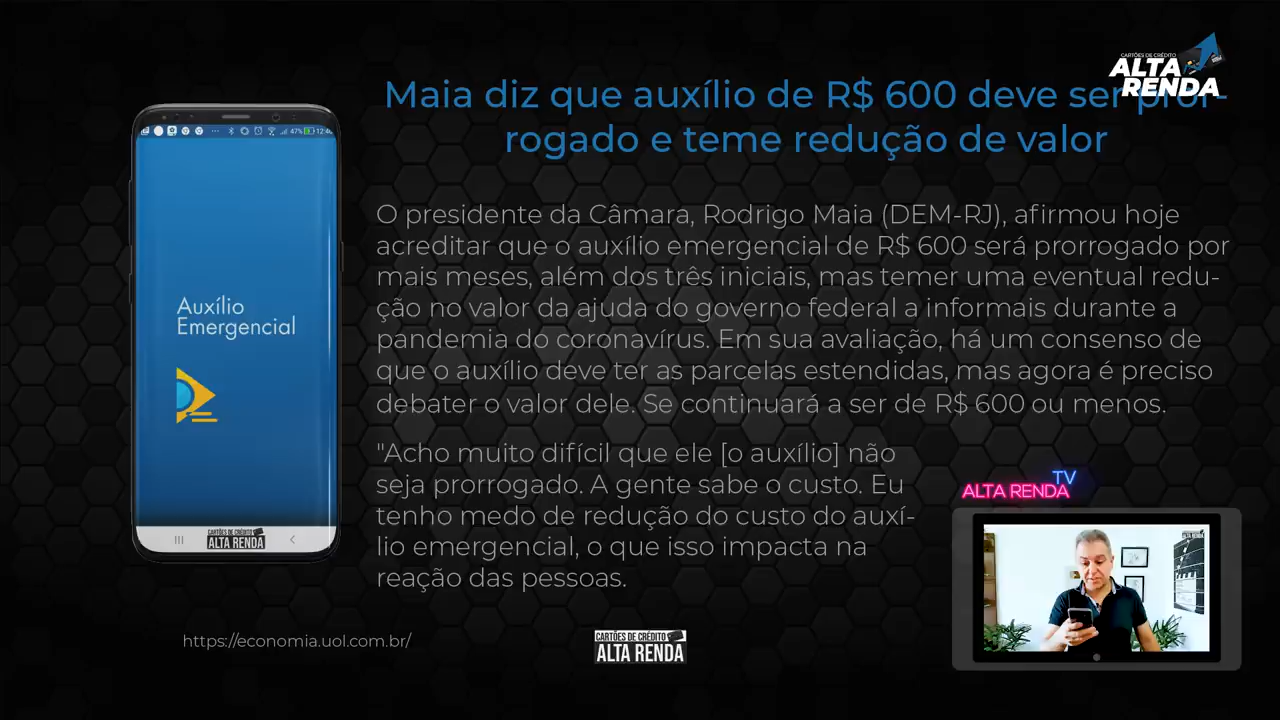 CARTÕES DE CRÉDITO
ALTA
RENDA
Maia diz que auxílio de R$ 600 deve ser pror-
rogado e teme redução de valor
47% 12:46
Auxílio
Emergencial
CARTÕES DE CRÉDITO
ALTA RENDA
O presidente da Câmara, Rodrigo Maia (DEM-RJ), afirmou hoje
acreditar que o auxílio emergencial de R$ 600 será prorrogado por
mais meses, além dos três iniciais, mas temer uma eventual redu-
ção no valor da ajuda do governo federal a informais durante a
pandemia do coronavírus. Em sua avaliação, há um consenso de
que o auxílio deve ter as parcelas estendidas, mas agora é preciso
debater o valor dele. Se continuará a ser de R$ 600 ou menos.
"Acho muito difícil que ele [o auxílio] não
seja prorrogado. A gente sabe o custo. Eu
tenho medo de redução do custo do auxí-
lio emergencial, o que isso impacta na
reação das pessoas.
TV
ALTA RENDA
https://economia.uol.com.br/
CARTÕES DE CRÉDITO
ALTA RENDA